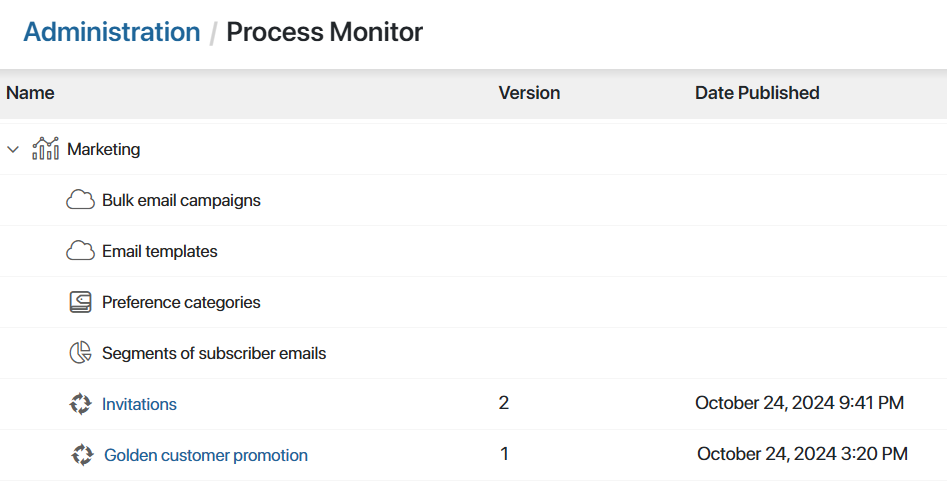 Administration / Process Monitor
Name Version Date Published
Marketing
Bulk email campaigns
Email templates
Preference categories
Segments of subscriber emails
Invitations 2 October 24, 2024 9:41 PM
Golden customer promotion 1 October 24, 2024 3:20 PM